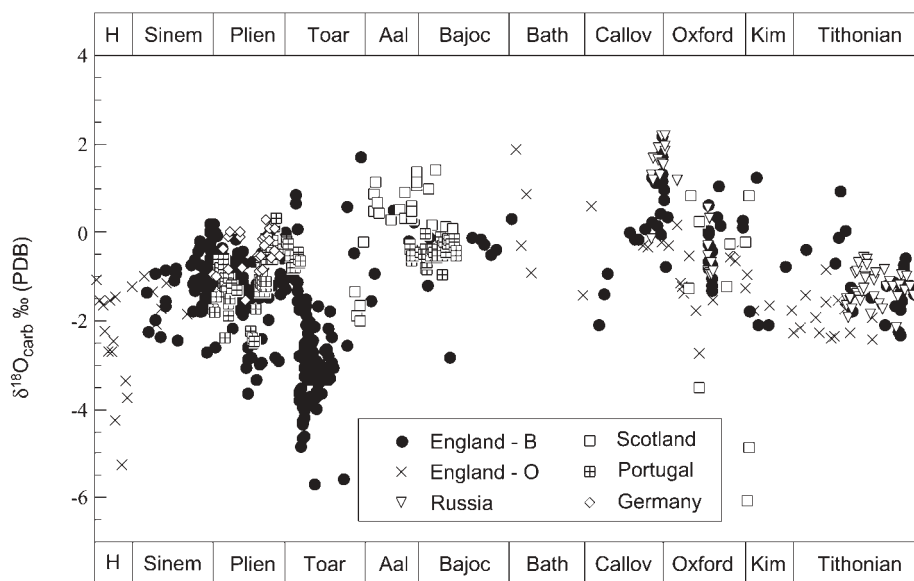 H Sinem Plien Toar Aal Bajoc Bath Callov Oxford Kim Tithonian
4
2
0
-2
-4
-6
δ18Ocarb ‰ (PDB)
England - B
Scotland
England - O
Portugal
Russia
Germany
H Sinem Plien Toar Aal Bajoc Bath Callov Oxford Kim Tithonian